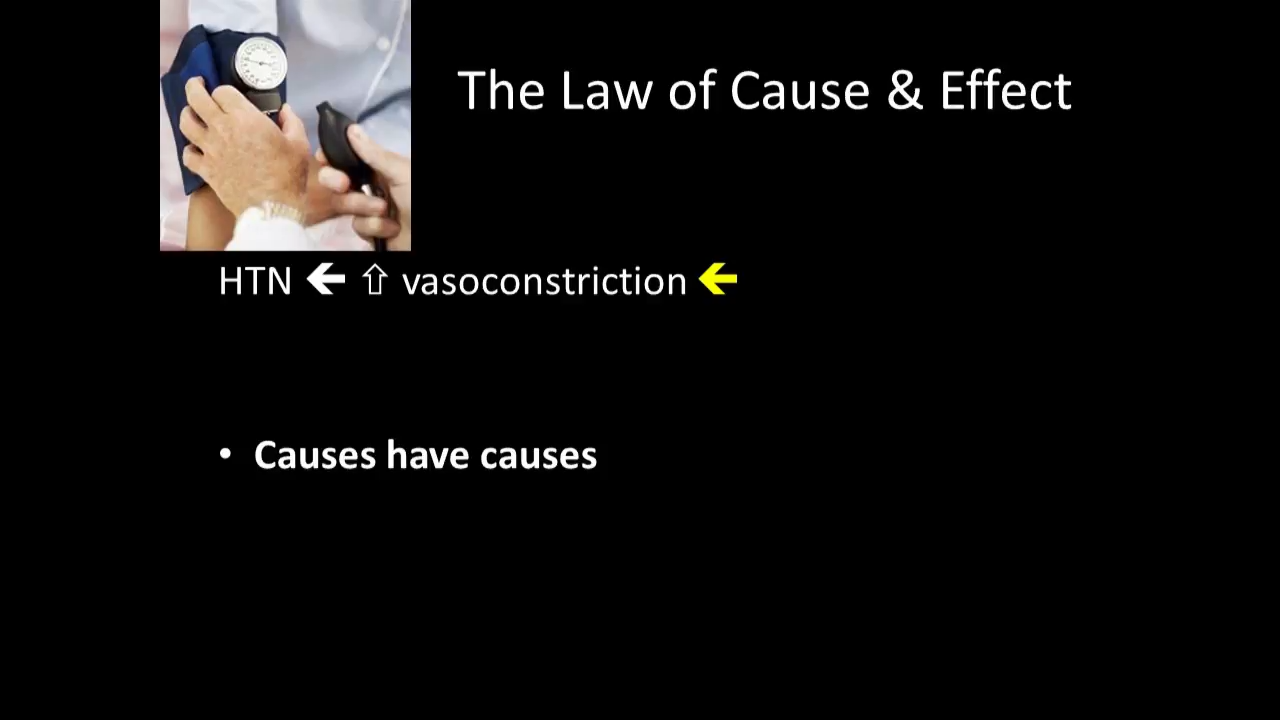 The Law of Cause & Effect
HTN 🡸 ⇧ vasoconstriction 🡸
• Causes have causes